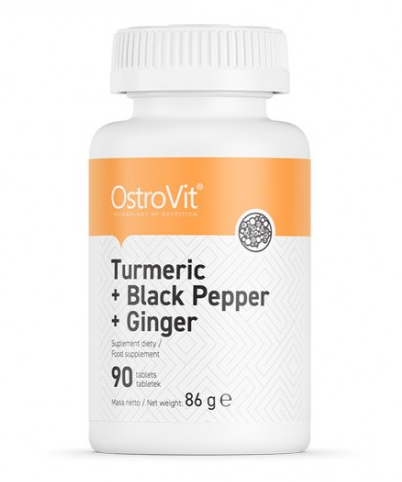 OstroVit®
TECHNOLOGY OF NUTRITION
Turmeric
+ Black Pepper
+ Ginger
Suplement diety /
Food supplement
90 tablets
tabletek
Masa netto / Net weight: 86 g ℮